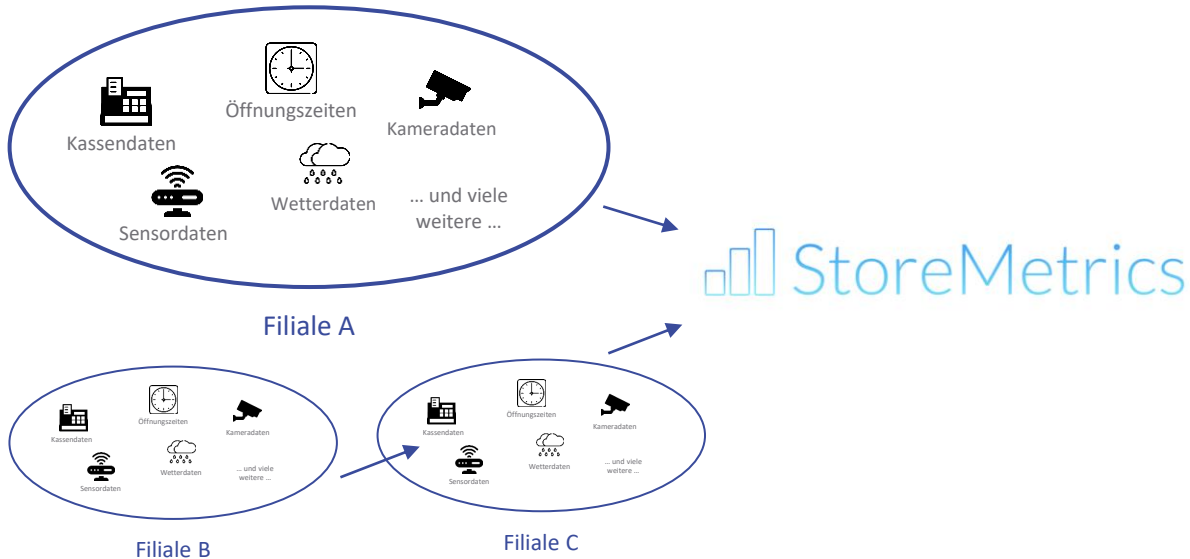 Öffnungszeiten
Kameradaten
Kassendaten
Wetterdaten
... und viele
weitere ...
Sensordaten
StoreMetrics
Filiale A
Öffnungszeiten
Kameradaten
Kassendaten
Wetterdaten
... und viele
weitere ...
Sensordaten
Filiale B
Öffnungszeiten
Kameradaten
Kassendaten
Wetterdaten
... und viele
weitere ...
Sensordaten
Filiale C